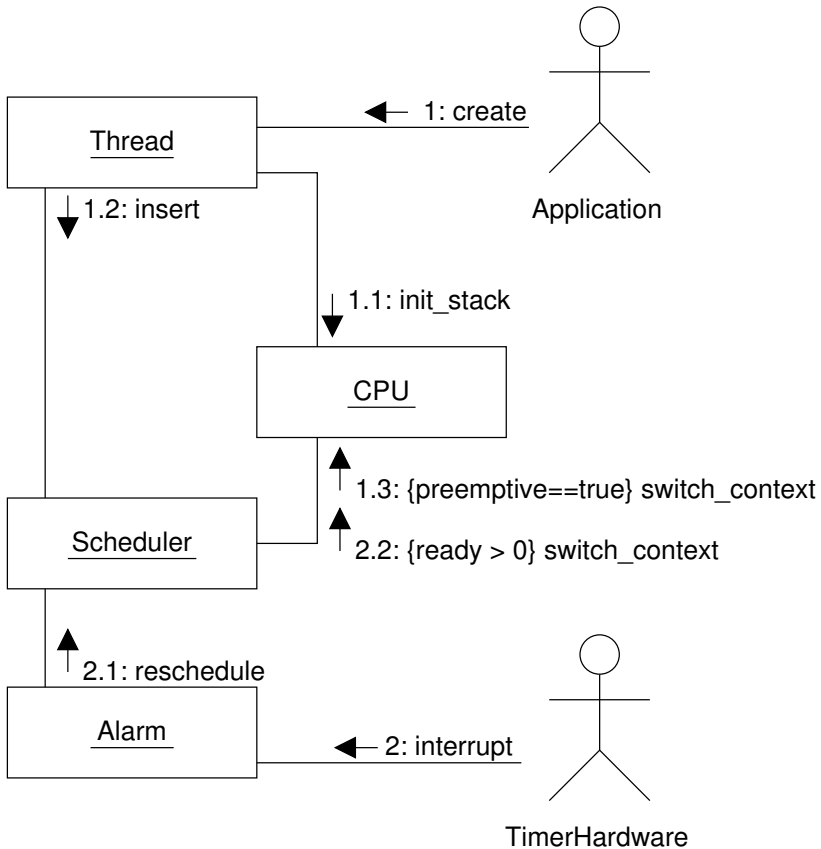 1: create
Thread
Application
1.2: insert
1.1: init_stack
CPU
1.3: {preemptive==true} switch_context
Scheduler
2.2: {ready > 0} switch_context
2.1: reschedule
Alarm
2: interrupt
TimerHardware